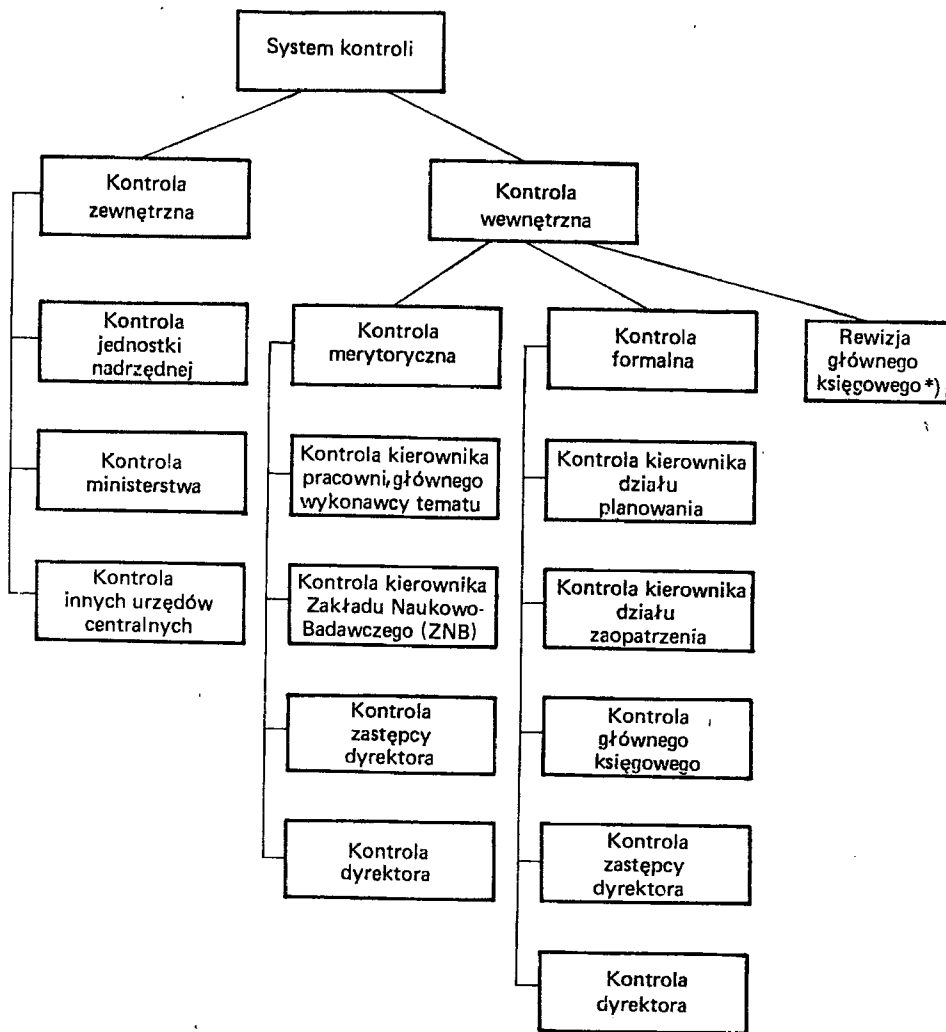 System kontroli
Kontrola
zewnętrzna
Kontrola
wewnętrzna
Kontrola
jednostki
nadrzędnej
Kontrola
ministerstwa
Kontrola
innych urzędów
centralnych
Kontrola
merytoryczna
Kontrola kierownika
pracowni, głównego
wykonawcy tematu
Kontrola kierownika
Zakładu Naukowo-
Badawczego (ZNB)
Kontrola
zastępcy
dyrektora
Kontrola
dyrektora
Kontrola
formalna
Kontrola kierownika
działu
planowania
Kontrola kierownika
działu
zaopatrzenia
Kontrola
głównego
księgowego
Kontrola
zastępcy
dyrektora
Kontrola
dyrektora
Rewizja
głównego
księgowego *)